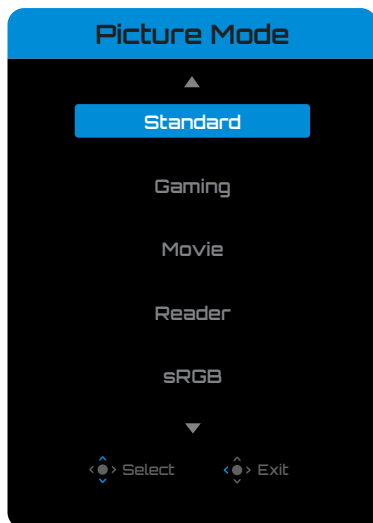 Picture Mode
Standard
Gaming
Movie
Reader
sRGB
Select Exit